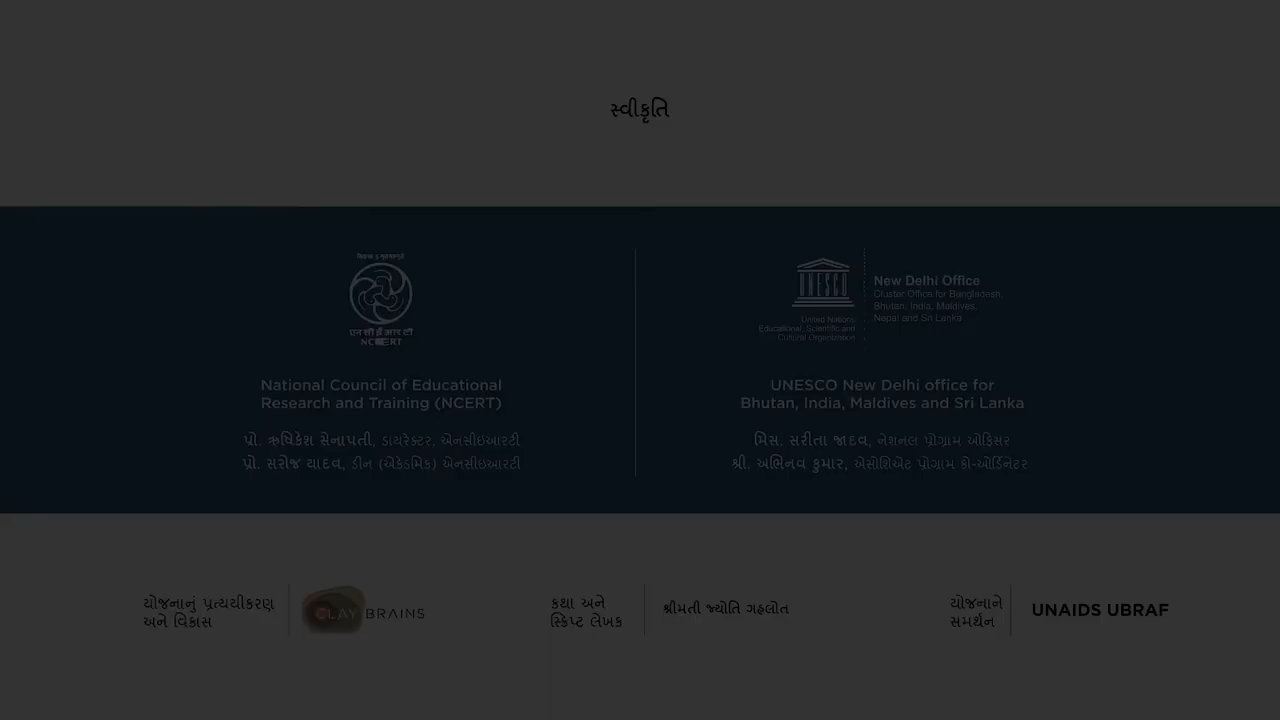 સ્વીકૃતિ
एन सी ई आर टी
NCERT
UNESCO
United Nations
Educational, Scientific and
Cultural Organization
New Delhi Office
Cluster Office for Bangladesh,
Bhutan, India, Maldives,
Nepal and Sri Lanka
National Council of Educational
Research and Training (NCERT)
પ્રો. ઋષિકેશ સેનાપતી, ડાયરેક્ટર, એનસીઇઆરટી
પ્રો. સરોજ યાદવ, ડીન (એકેડમિક) એનસીઇઆરટી
UNESCO New Delhi office for
Bhutan, India, Maldives and Sri Lanka
મિસ. સરીતા જાદવ, નેશનલ પ્રોગ્રામ ઓફિસર
શ્રી. અભિનવ કુમાર, એસોશિએટ પ્રોગ્રામ કો-ઓર્ડિનેટર
યોજનાનું પ્રત્યયીકરણ
અને વિકાસ
CLAY BRAINS
કથા અને
સ્ક્રિપ્ટ લેખક
શ્રીમતી જ્યોતિ ગહલોત
યોજનાને
સમર્થન
UNAIDS UBRAF